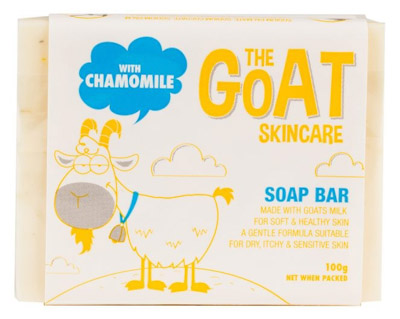 WITH
CHAMOMILE
THE
GOAT
SKINCARE
SOAP BAR
MADE WITH GOATS MILK
FOR SOFT & HEALTHY SKIN
A GENTLE FORMULA SUITABLE
FOR DRY, ITCHY & SENSITIVE SKIN
100g
NET WHEN PACKED